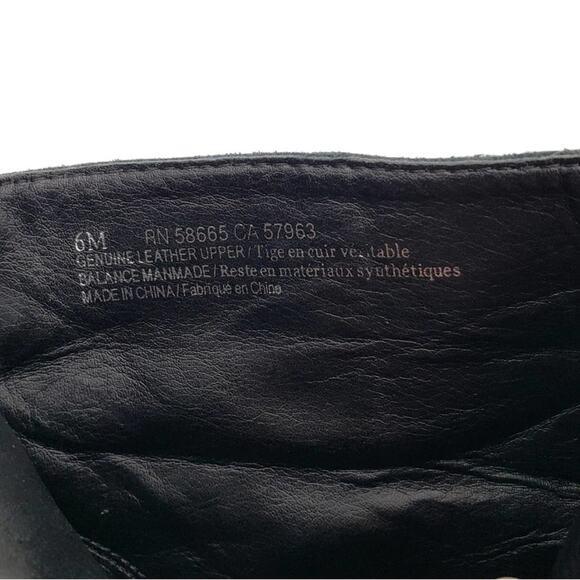 6M RN 58665 CA 57963
GENUINE LEATHER UPPER / Tige en cuir véritable
BALANCE MANMADE / Reste en matériaux synthétiques
MADE IN CHINA / Fabriqué en Chine